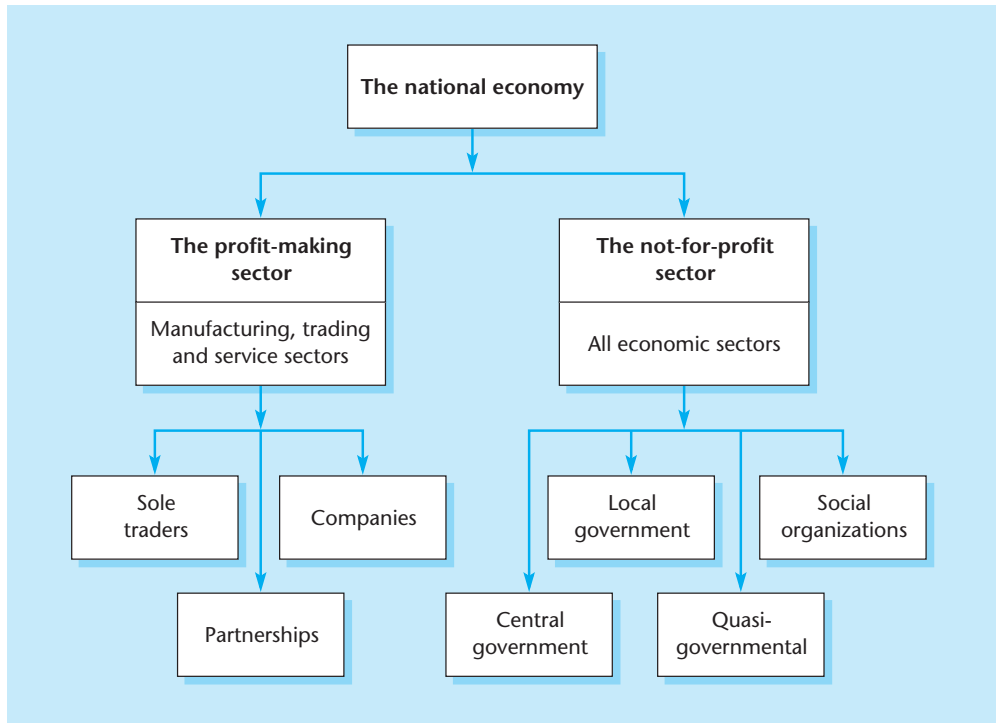 The national economy
The profit-making
sector
Manufacturing, trading
and service sectors
The not-for-profit
sector
All economic sectors
Sole
traders
Companies
Partnerships
Local
government
Social
organizations
Central
government
Quasi-
governmental